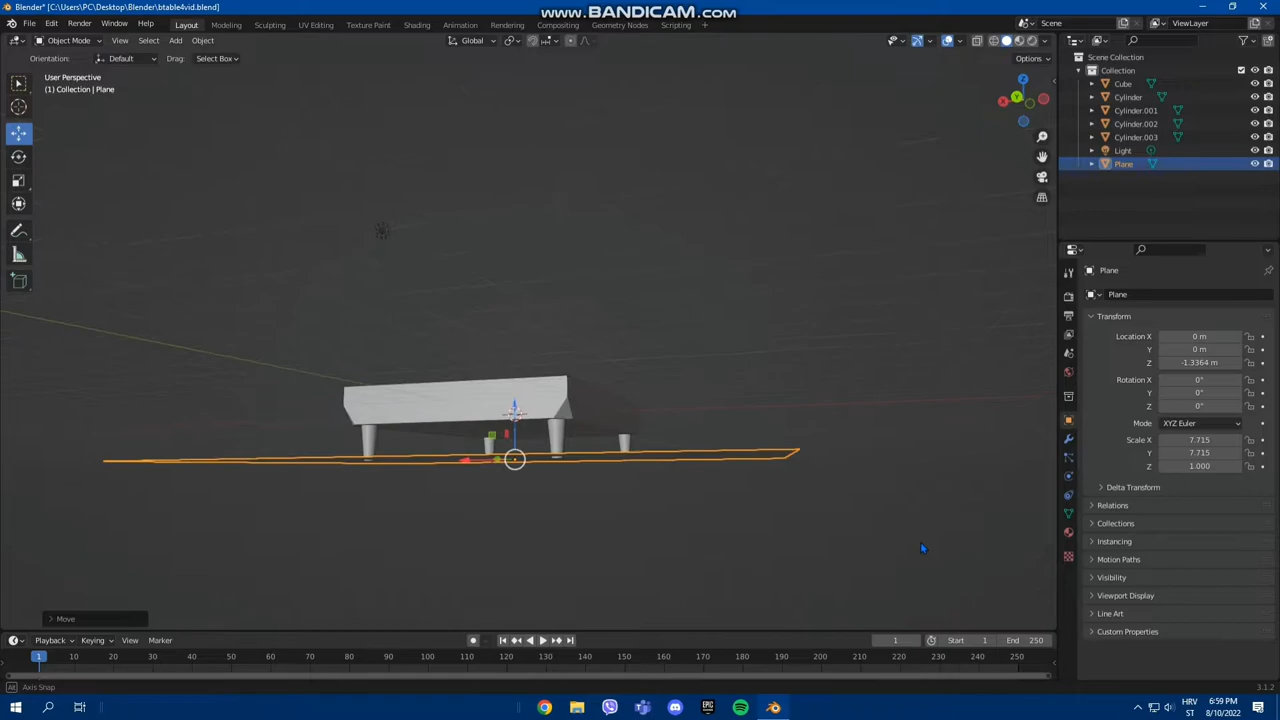 Blender* [C:\Users\PC\Desktop\Blender\btable4vid.blend]
www.BANDICAM.com
File Edit Render Window Help Layout Modeling Sculpting UV Editing Texture Paint Shading Animation Rendering Compositing Geometry Nodes Scripting + Scene ViewLayer
Object Mode View Select Add Object Global
Orientation: Default Drag: Select Box Options
User Perspective
(1) Collection | Plane
Scene Collection
Collection
Cube
Cylinder
Cylinder.001
Cylinder.002
Cylinder.003
Light
Plane
Plane
Plane
Transform
Location X 0 m
Y 0 m
Z -1.3364 m
Rotation X 0°
Y 0°
Z 0°
Mode XYZ Euler
Scale X 7.715
Y 7.715
Z 1.000
Delta Transform
Relations
Collections
Instancing
Motion Paths
Visibility
Viewport Display
Line Art
Custom Properties
X
Y
Z
Move
Playback Keying View Marker 1 Start 1 End 250
1 10 20 30 40 50 60 70 80 90 100 110 120 130 140 150 160 170 180 190 200 210 220 230 240 250
Alt Axis Snap 3.1.2
EPIC
HRV
ST
6:59 PM
8/10/2022